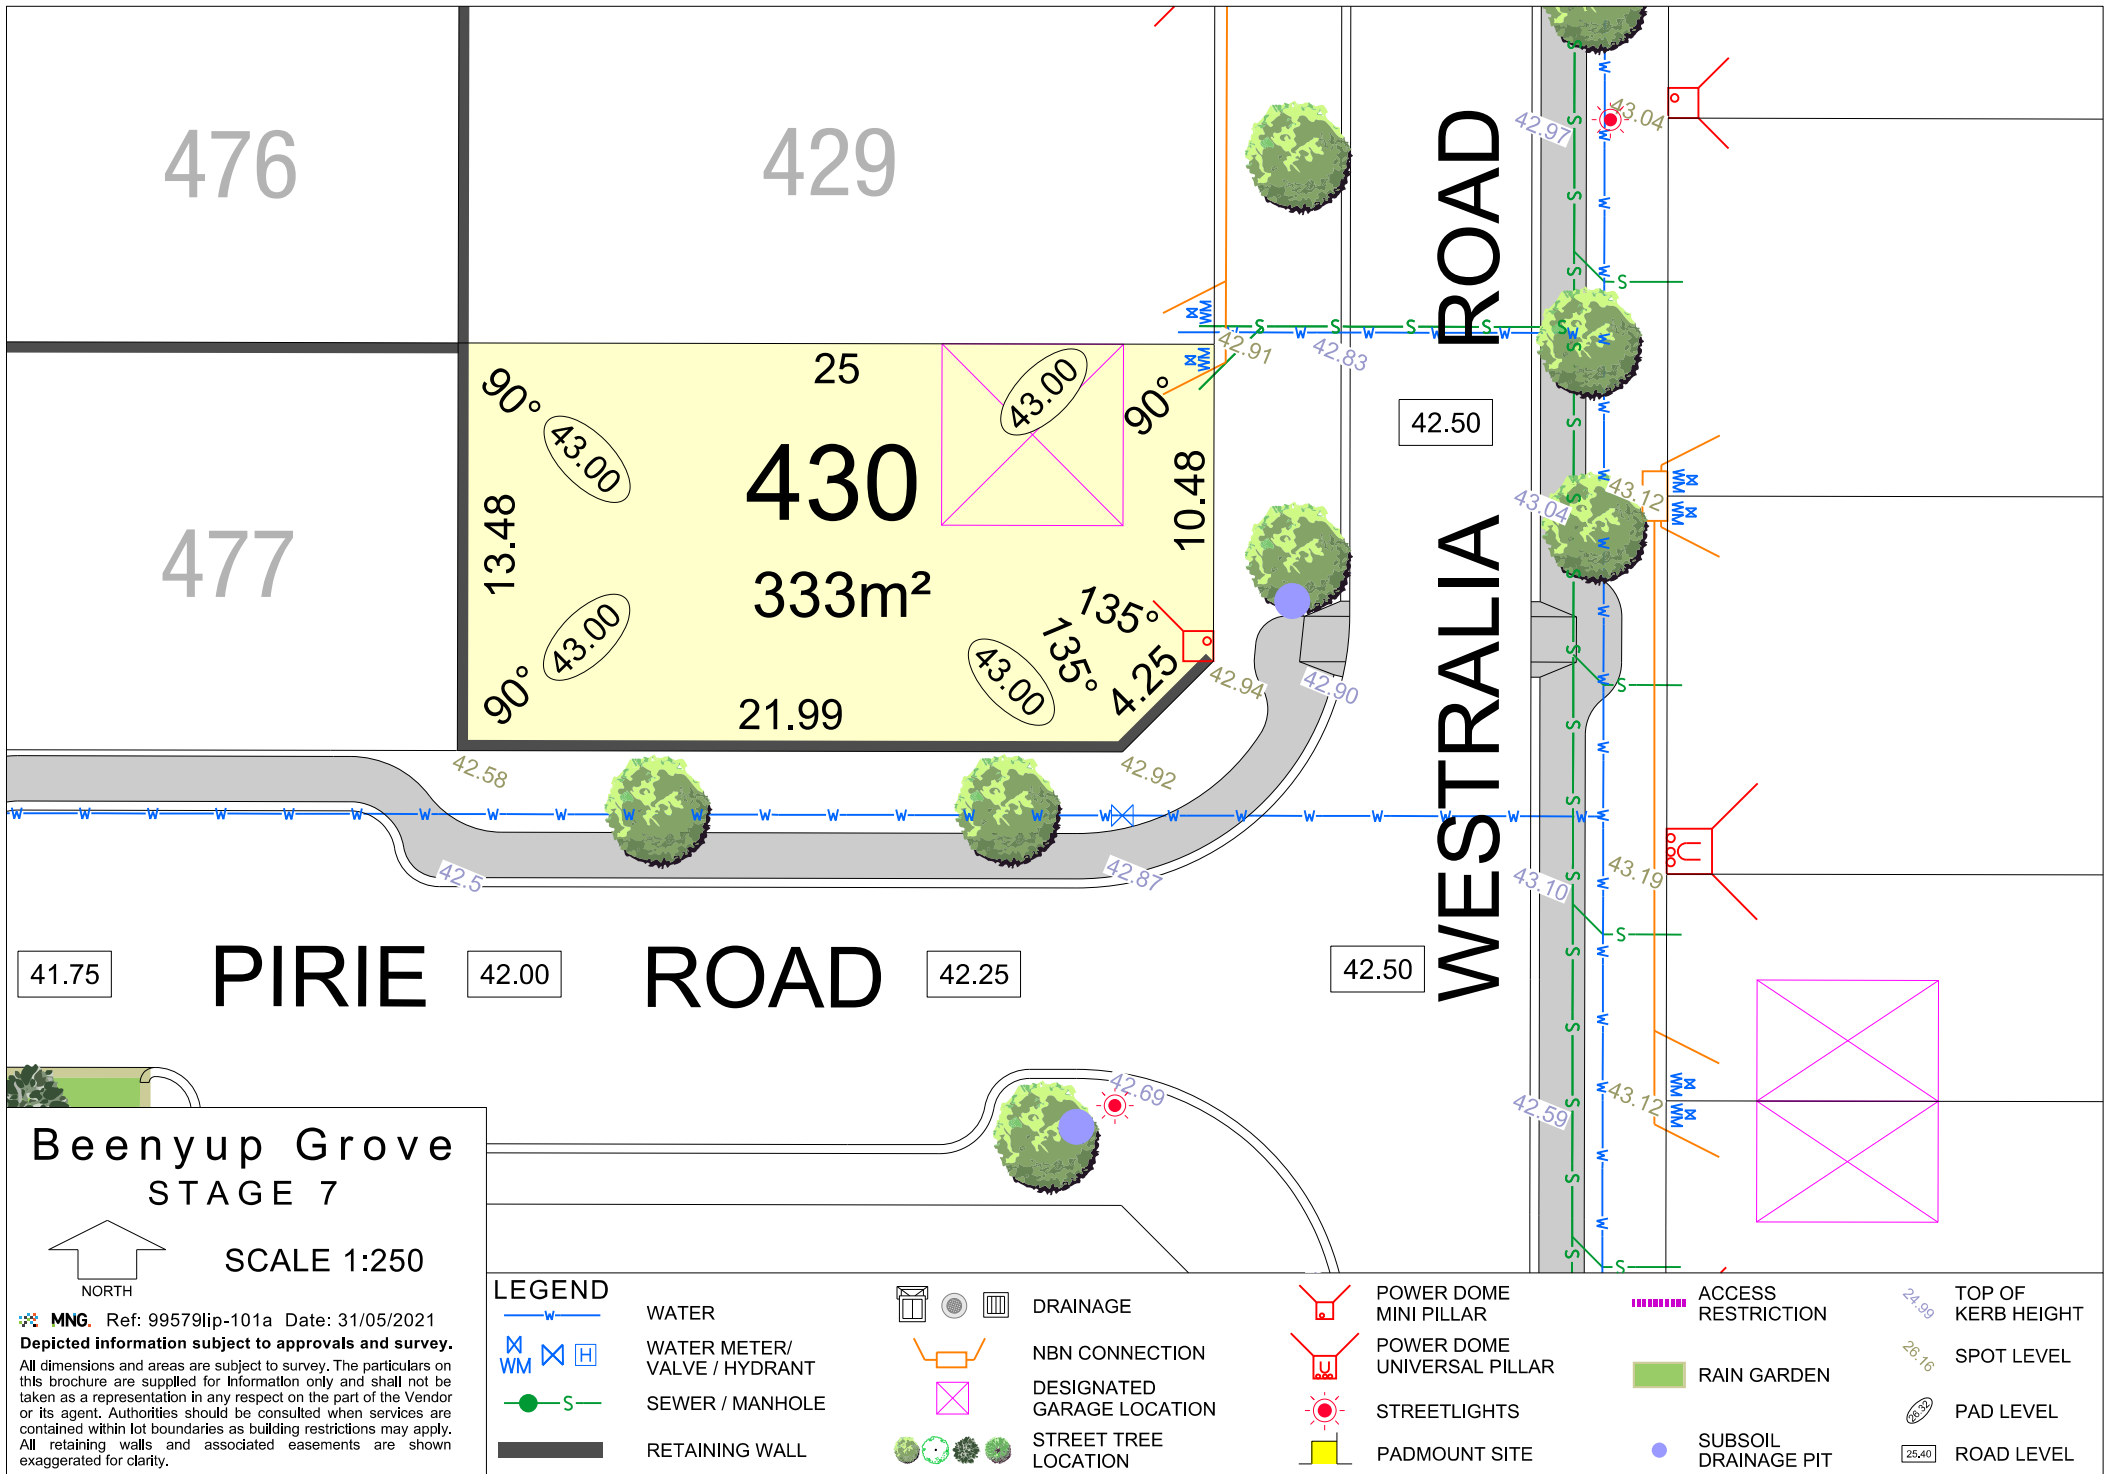 476
429
477
25
90°
43.00
43.00
90°
430
13.48
10.48
333m²
43.00
90°
43.00
135°
135°
4.25
21.99
WESTRALIA ROAD
42.97
43.04
42.91
42.83
42.50
43.04
43.12
42.94
42.90
42.58
42.92
42.5
42.87
43.10
43.19
PIRIE ROAD
41.75
42.00
42.25
42.50
42.69
42.59
43.12
W
S
WM
Beenyup Grove
STAGE 7
NORTH
SCALE 1:250
MNG. Ref: 99579lip-101a Date: 31/05/2021
Depicted information subject to approvals and survey.
All dimensions and areas are subject to survey. The particulars on
this brochure are supplied for information only and shall not be
taken as a representation in any respect on the part of the Vendor
or its agent. Authorities should be consulted when services are
contained within lot boundaries as building restrictions may apply.
All retaining walls and associated easements are shown
exaggerated for clarity.
LEGEND
W WATER
WM H WATER METER/
VALVE / HYDRANT
S SEWER / MANHOLE
RETAINING WALL
DRAINAGE
NBN CONNECTION
DESIGNATED
GARAGE LOCATION
STREET TREE
LOCATION
POWER DOME
MINI PILLAR
POWER DOME
UNIVERSAL PILLAR
STREETLIGHTS
PADMOUNT SITE
ACCESS
RESTRICTION
RAIN GARDEN
SUBSOIL
DRAINAGE PIT
24.99 TOP OF
KERB HEIGHT
26.16 SPOT LEVEL
26.32 PAD LEVEL
25.40 ROAD LEVEL